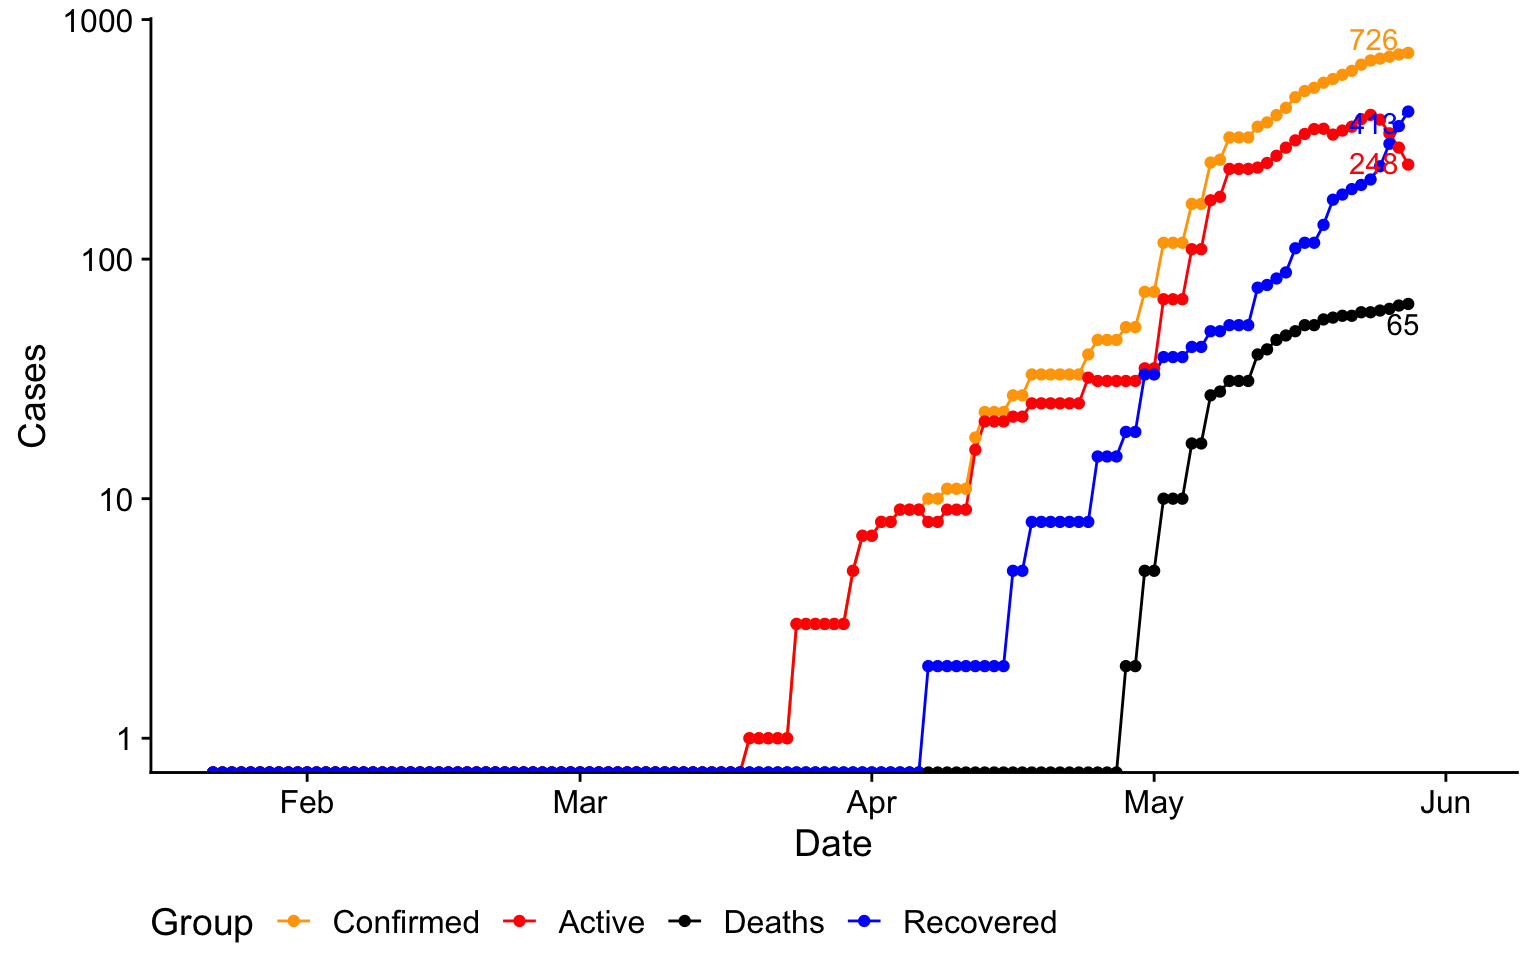 1000
726
413
248
100
65
Cases
10
1
Feb Mar Apr May Jun
Date
Group Confirmed Active Deaths Recovered